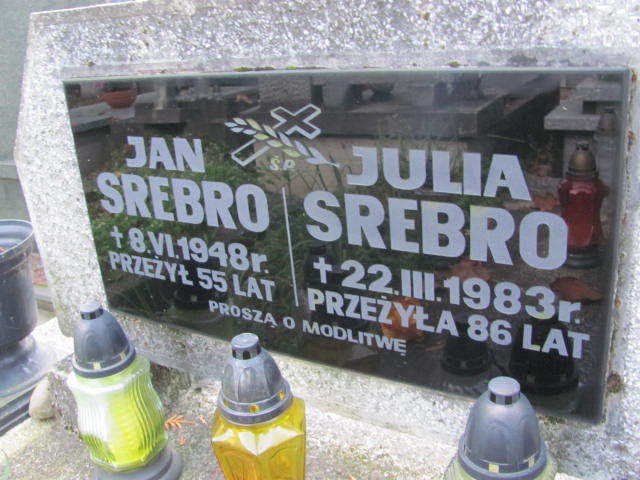 Ś.P.
JAN
SREBRO
✝ 8.VI.1948r.
PRZEŻYŁ 55 LAT
JULIA
SREBRO
✝ 22.III.1983r.
PRZEŻYŁA 86 LAT
PROSZĄ O MODLITWĘ